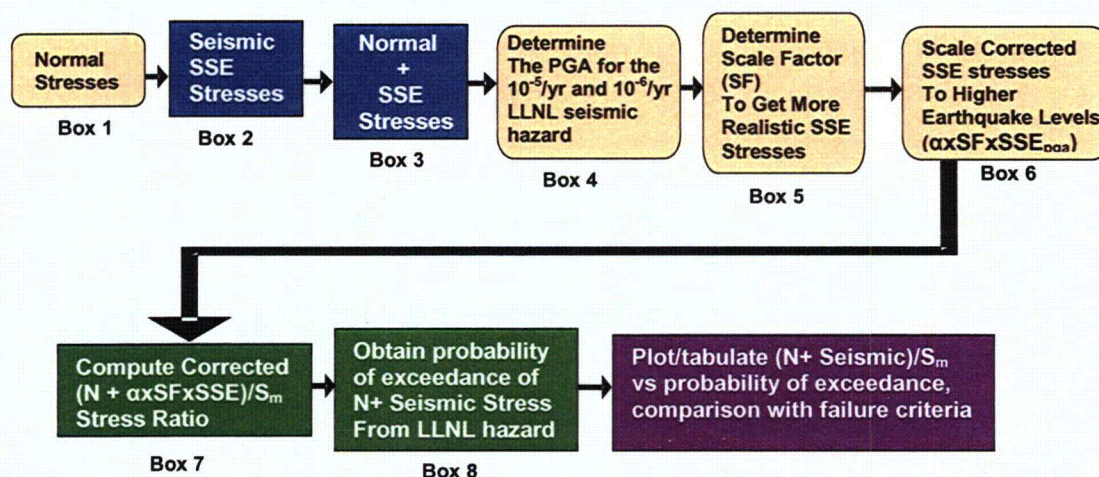 Normal
Stresses
Box 1
Seismic
SSE
Stresses
Box 2
Normal
+
SSE
Stresses
Box 3
Determine
The PGA for the
10⁻⁵/yr and 10⁻⁶/yr
LLNL seismic
hazard
Box 4
Determine
Scale Factor
(SF)
To Get More
Realistic SSE
Stresses
Box 5
Scale Corrected
SSE stresses
To Higher
Earthquake Levels
(αxSFxSSEₚgₐ)
Box 6
Compute Corrected
(N + αxSFxSSE)/Sₘ
Stress Ratio
Box 7
Obtain probability
of exceedance of
N+ Seismic Stress
From LLNL hazard
Box 8
Plot/tabulate (N+ Seismic)/Sₘ
vs probability of exceedance,
comparison with failure criteria